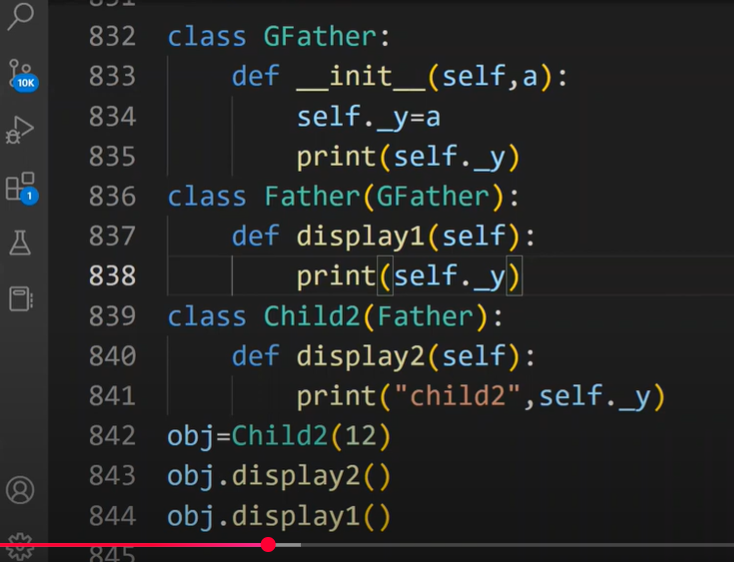 831
832 class GFather:
833     def __init__(self,a):
834         self._y=a
835         print(self._y)
836 class Father(GFather):
837     def display1(self):
838         print(self._y)
839 class Child2(Father):
840     def display2(self):
841         print("child2",self._y)
842 obj=Child2(12)
843 obj.display2()
844 obj.display1()
845
10K
1